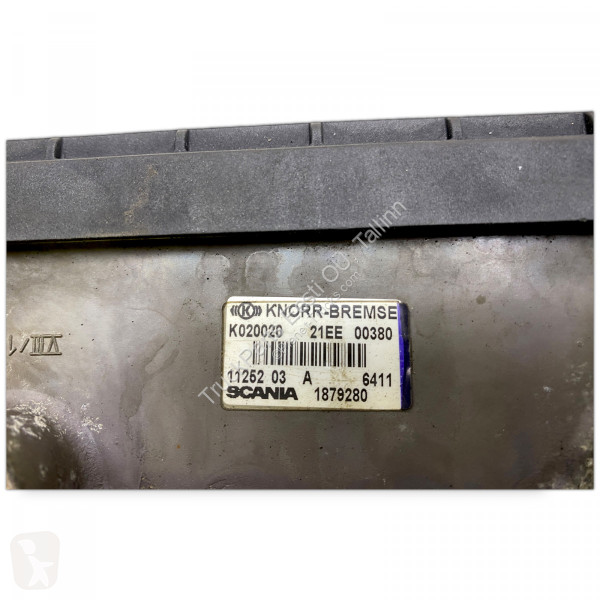 KNORR-BREMSE
K020020 21EE 00380
11252 03 A 6411
SCANIA 1879280